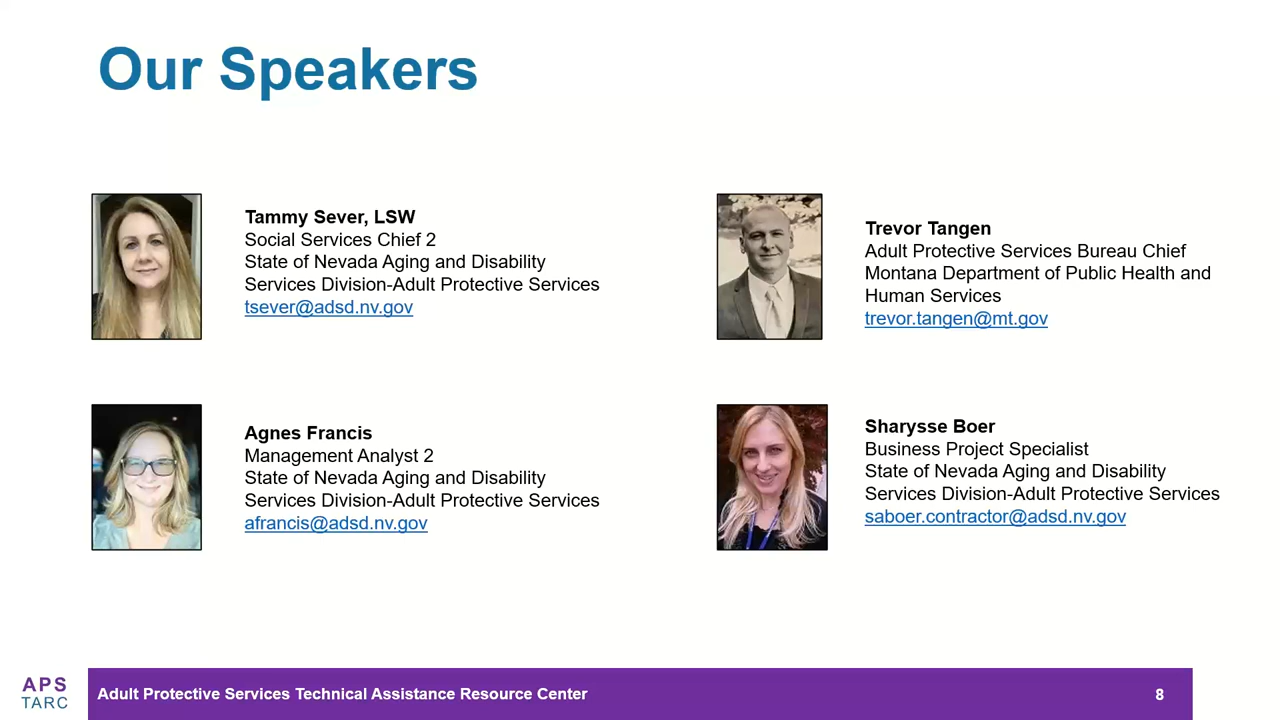 Our Speakers
Tammy Sever, LSW
Social Services Chief 2
State of Nevada Aging and Disability
Services Division-Adult Protective Services
tsever@adsd.nv.gov
Trevor Tangen
Adult Protective Services Bureau Chief
Montana Department of Public Health and
Human Services
trevor.tangen@mt.gov
Agnes Francis
Management Analyst 2
State of Nevada Aging and Disability
Services Division-Adult Protective Services
afrancis@adsd.nv.gov
Sharysse Boer
Business Project Specialist
State of Nevada Aging and Disability
Services Division-Adult Protective Services
saboer.contractor@adsd.nv.gov
APS
TARC
Adult Protective Services Technical Assistance Resource Center
8